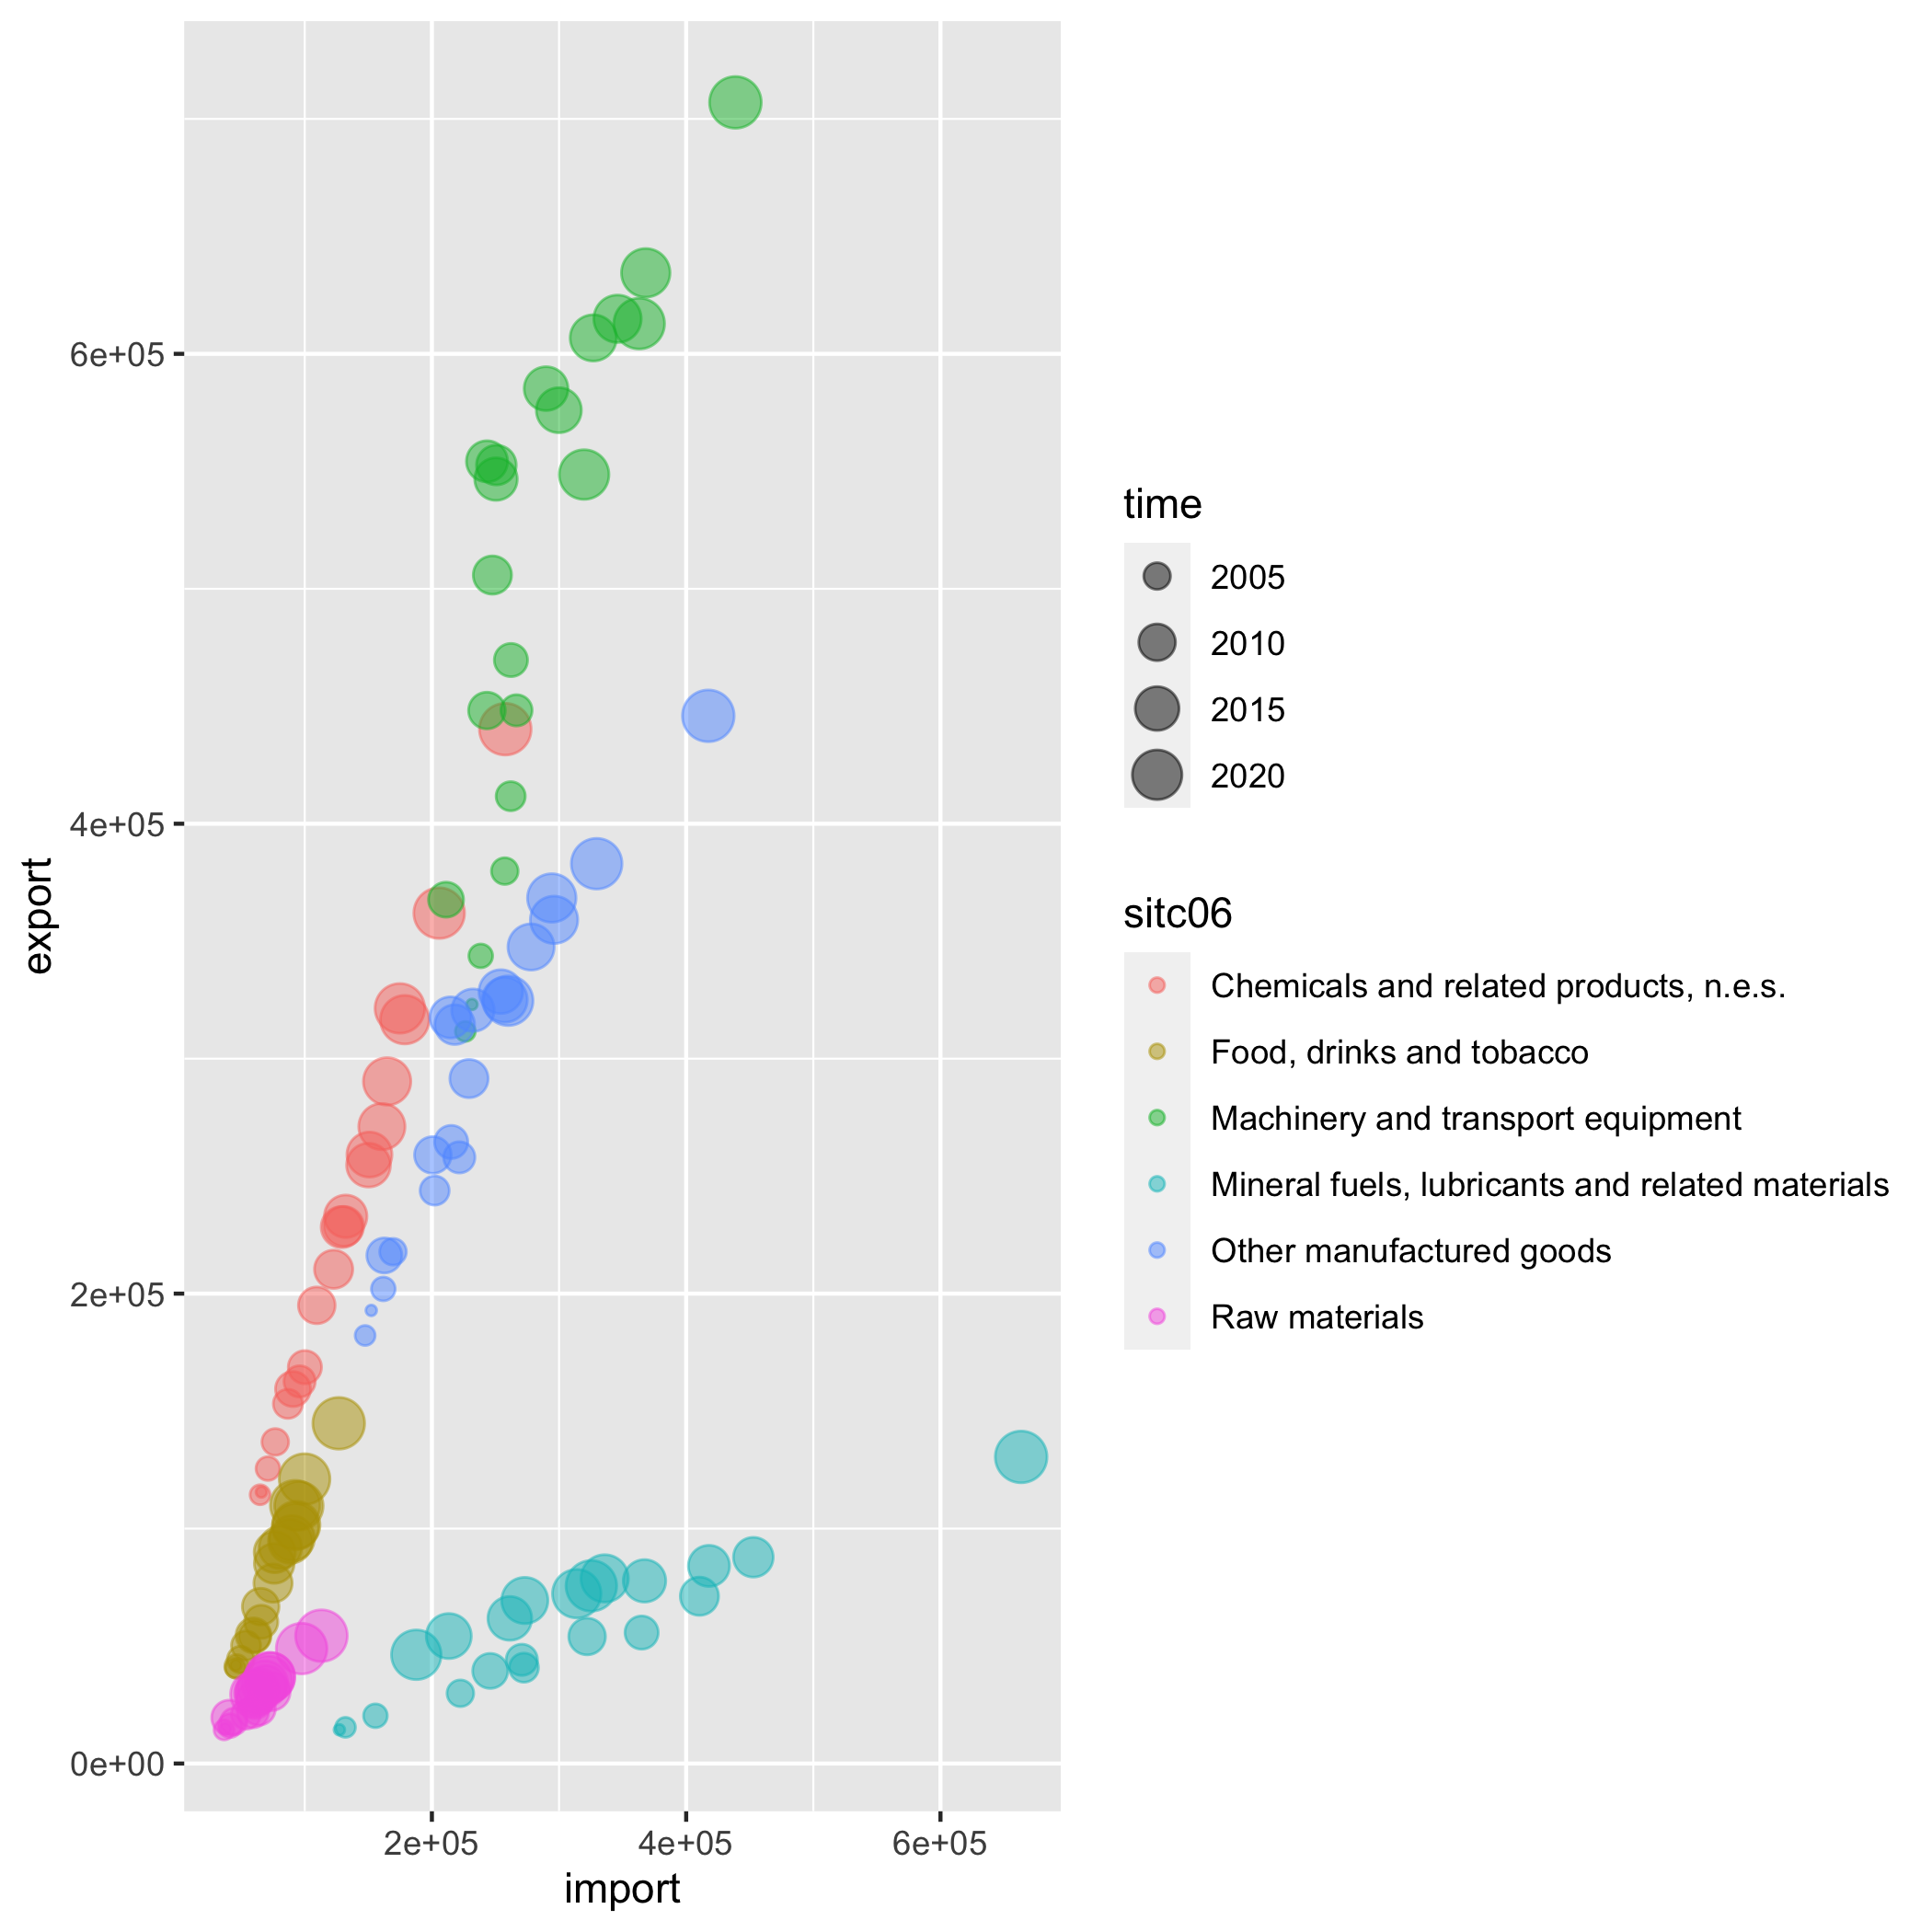 6e+05
4e+05
2e+05
0e+00
export
2e+05
4e+05
6e+05
import
time
2005
2010
2015
2020
sitc06
Chemicals and related products, n.e.s.
Food, drinks and tobacco
Machinery and transport equipment
Mineral fuels, lubricants and related materials
Other manufactured goods
Raw materials